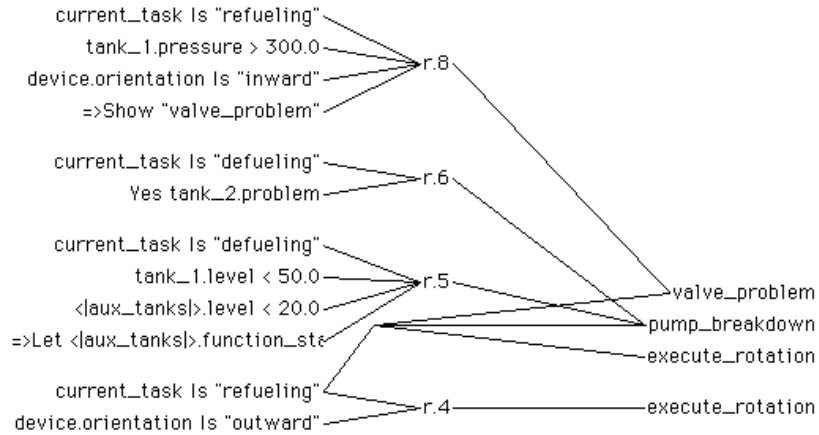 current_task Is "refueling"
tank_1.pressure > 300.0
device.orientation Is "inward"
=>Show "valve_problem"
r.8
current_task Is "defueling"
Yes tank_2.problem
r.6
current_task Is "defueling"
tank_1.level < 50.0
<|aux_tanks|>.level < 20.0
=>Let <|aux_tanks|>.function_sta
r.5
valve_problem
pump_breakdown
execute_rotation
current_task Is "refueling"
device.orientation Is "outward"
r.4
execute_rotation